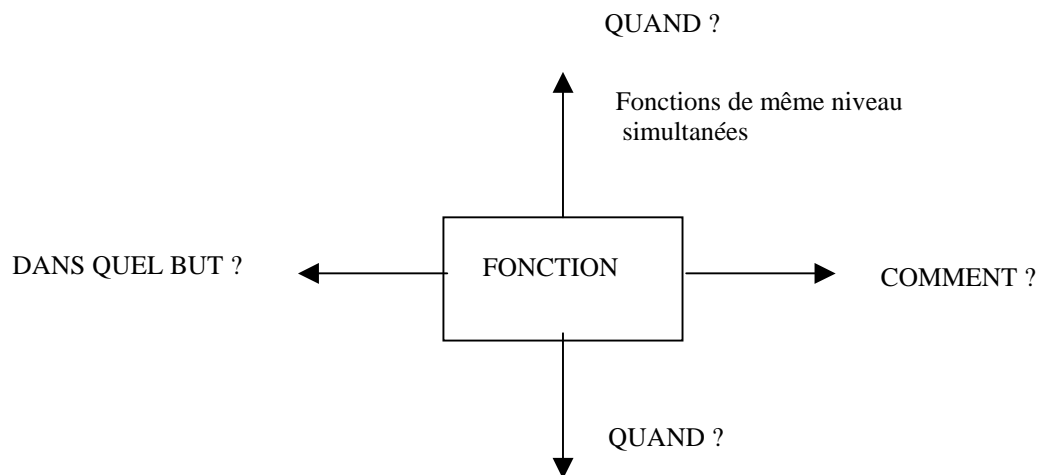 QUAND ?
Fonctions de même niveau
simultanées
DANS QUEL BUT ?
FONCTION
COMMENT ?
QUAND ?